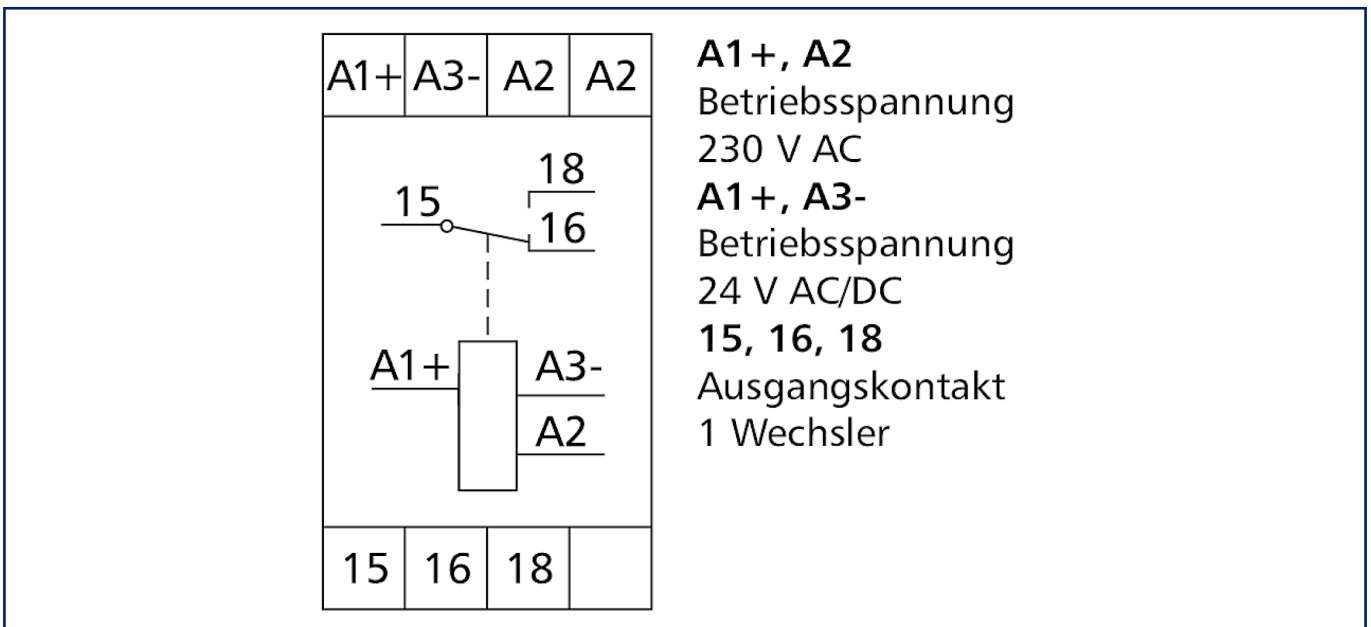 A1+ A3- A2 A2
18
15
16
A1+ A3-
A2
15 16 18
A1+, A2
Betriebsspannung
230 V AC
A1+, A3-
Betriebsspannung
24 V AC/DC
15, 16, 18
Ausgangskontakt
1 Wechsler